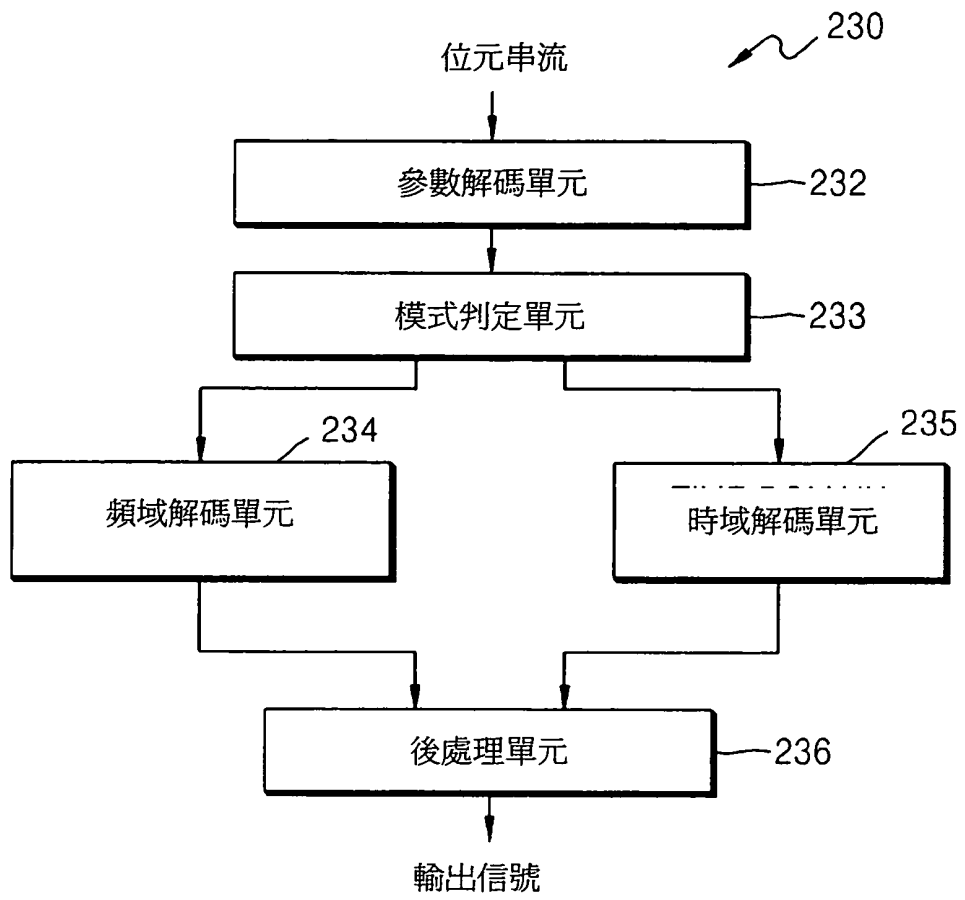 230
位元串流
參數解碼單元
232
模式判定單元
233
234
235
頻域解碼單元
時域解碼單元
後處理單元
236
輸出信號